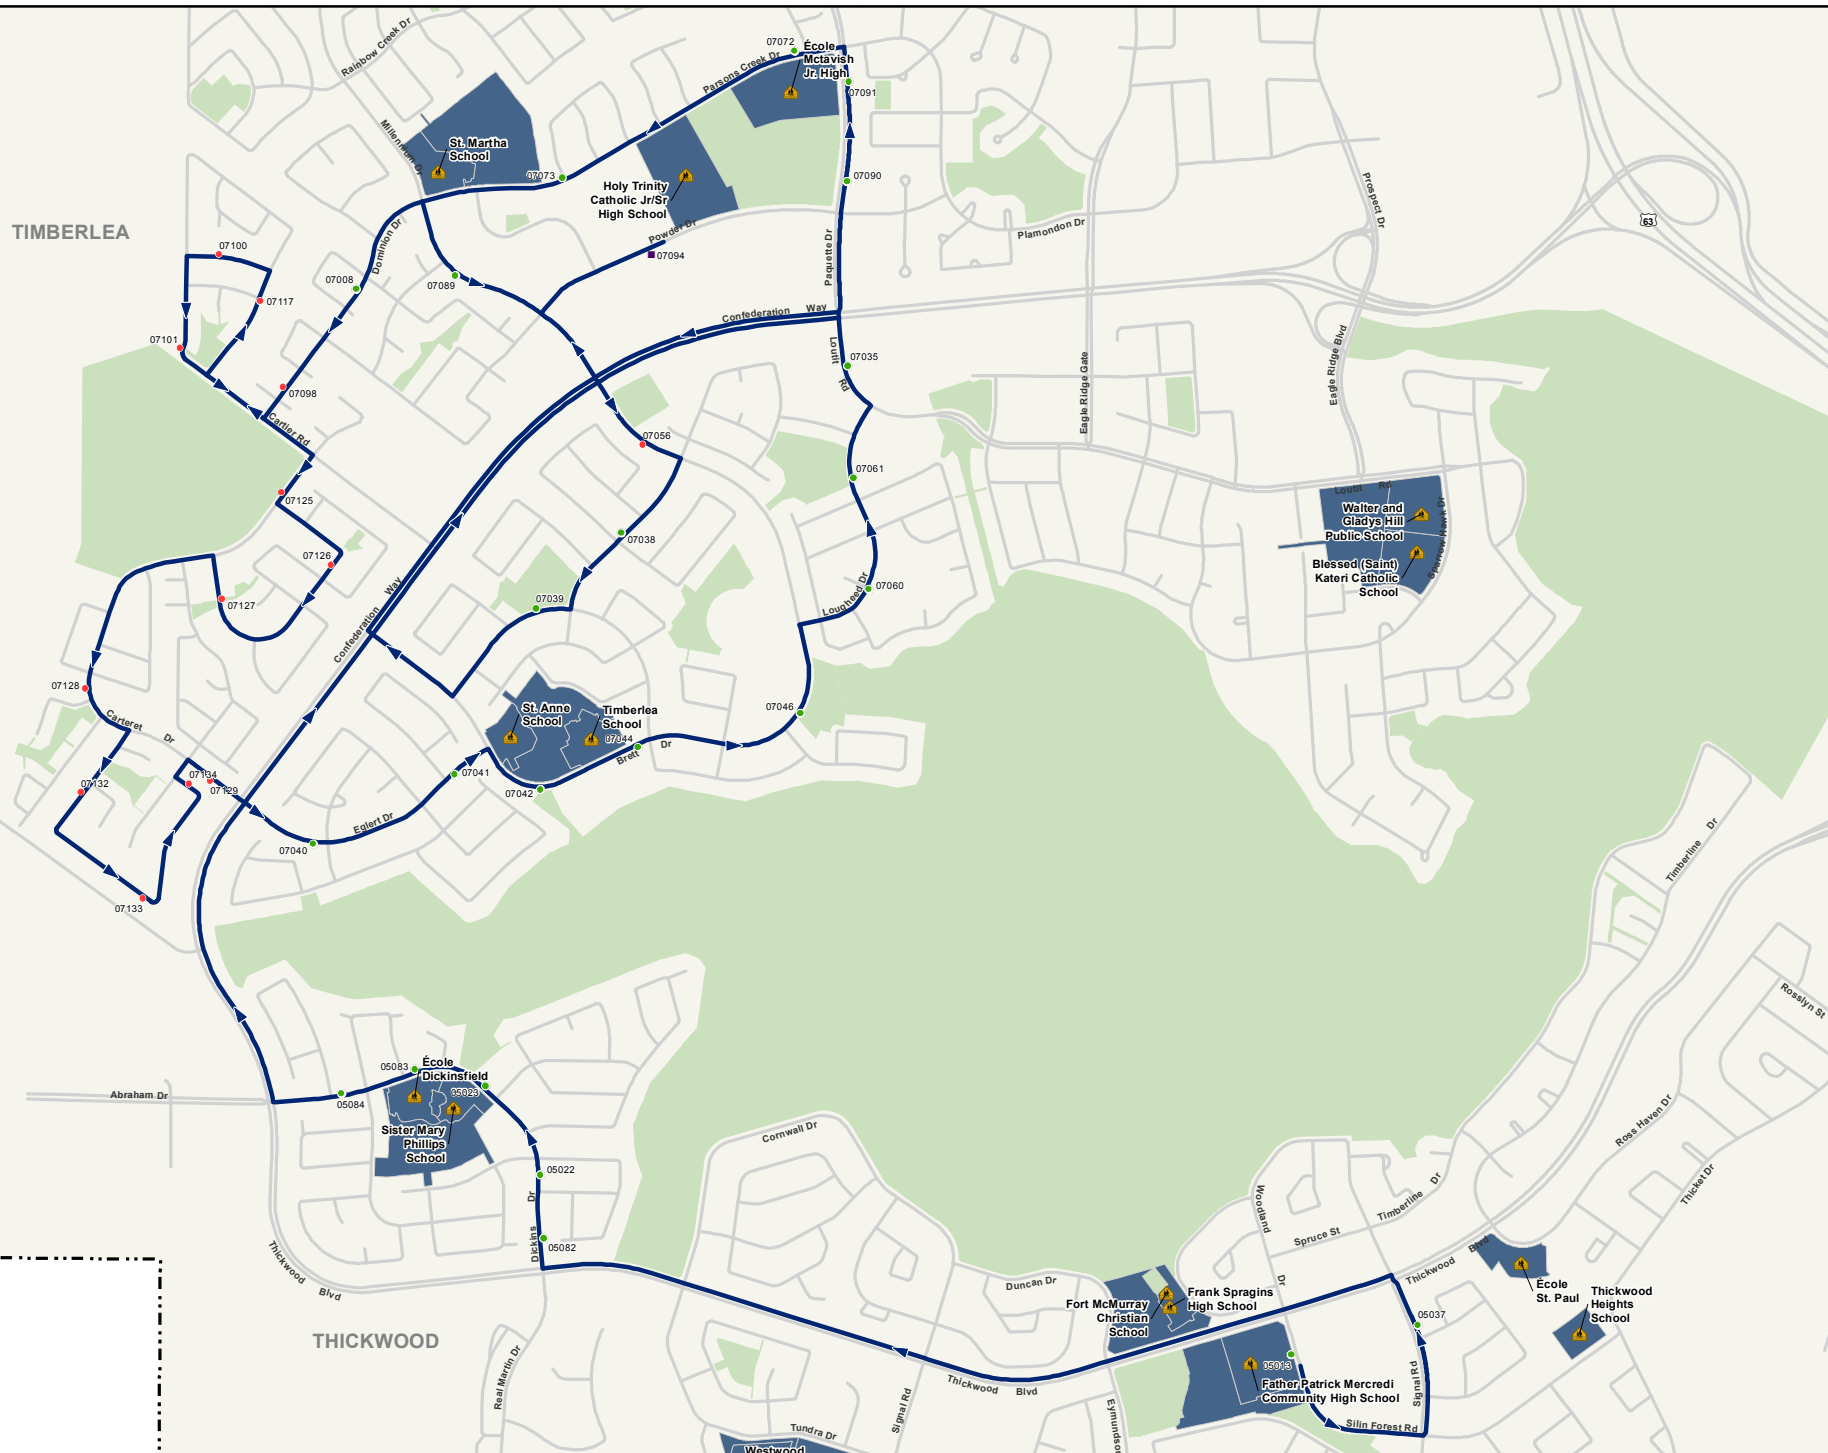 Rainbow Creek Dr
07072
École
Mctavish
Jr. High
Parsons Creek Dr
07091
Millennium Dr
St. Martha
School
07073
07090
Holy Trinity
Catholic Jr/Sr
High School
Prospect Dr
63
TIMBERLEA
07100
Dominion Dr
Powder Dr
07094
Paquette Dr
Plamondon Dr
07008
07089
07117
07101
Confederation Way
Loutit Rd
07035
Eagle Ridge Gate
Eagle Ridge Blvd
07098
Cartier Rd
07056
07061
07125
07038
Loutit Rd
Walter and
Gladys Hill
Public School
Sparrow Hawk Dr
Blessed (Saint)
Kateri Catholic
School
07126
07127
07039
07060
Lougheed Dr
Confederation Way
07128
Carteret Dr
St. Anne
School
Timberlea
School
07044
07046
Brett Dr
07134
07129
07132
07041
07042
Eglert Dr
07040
07133
Timberline Dr
Rosslyn St
05083
École
Dickinsfield
05023
Abraham Dr
05084
Sister Mary
Phillips
School
Cornwall Dr
Ross Haven Dr
05022
Dickins Dr
05082
Woodland Dr
Timberline Dr
Spruce St
Thicket Dr
Thickwood Blvd
Thickwood Blvd
Duncan Dr
Fort McMurray
Christian
School
Frank Spragins
High School
École
St. Paul
Thickwood
Heights
School
THICKWOOD
05037
05013
Real Martin Dr
Thickwood Blvd
Father Patrick Mercredi
Community High School
Signal Rd
Signal Rd
Silin Forest Rd
Tundra Dr
Westwood
Eymundson